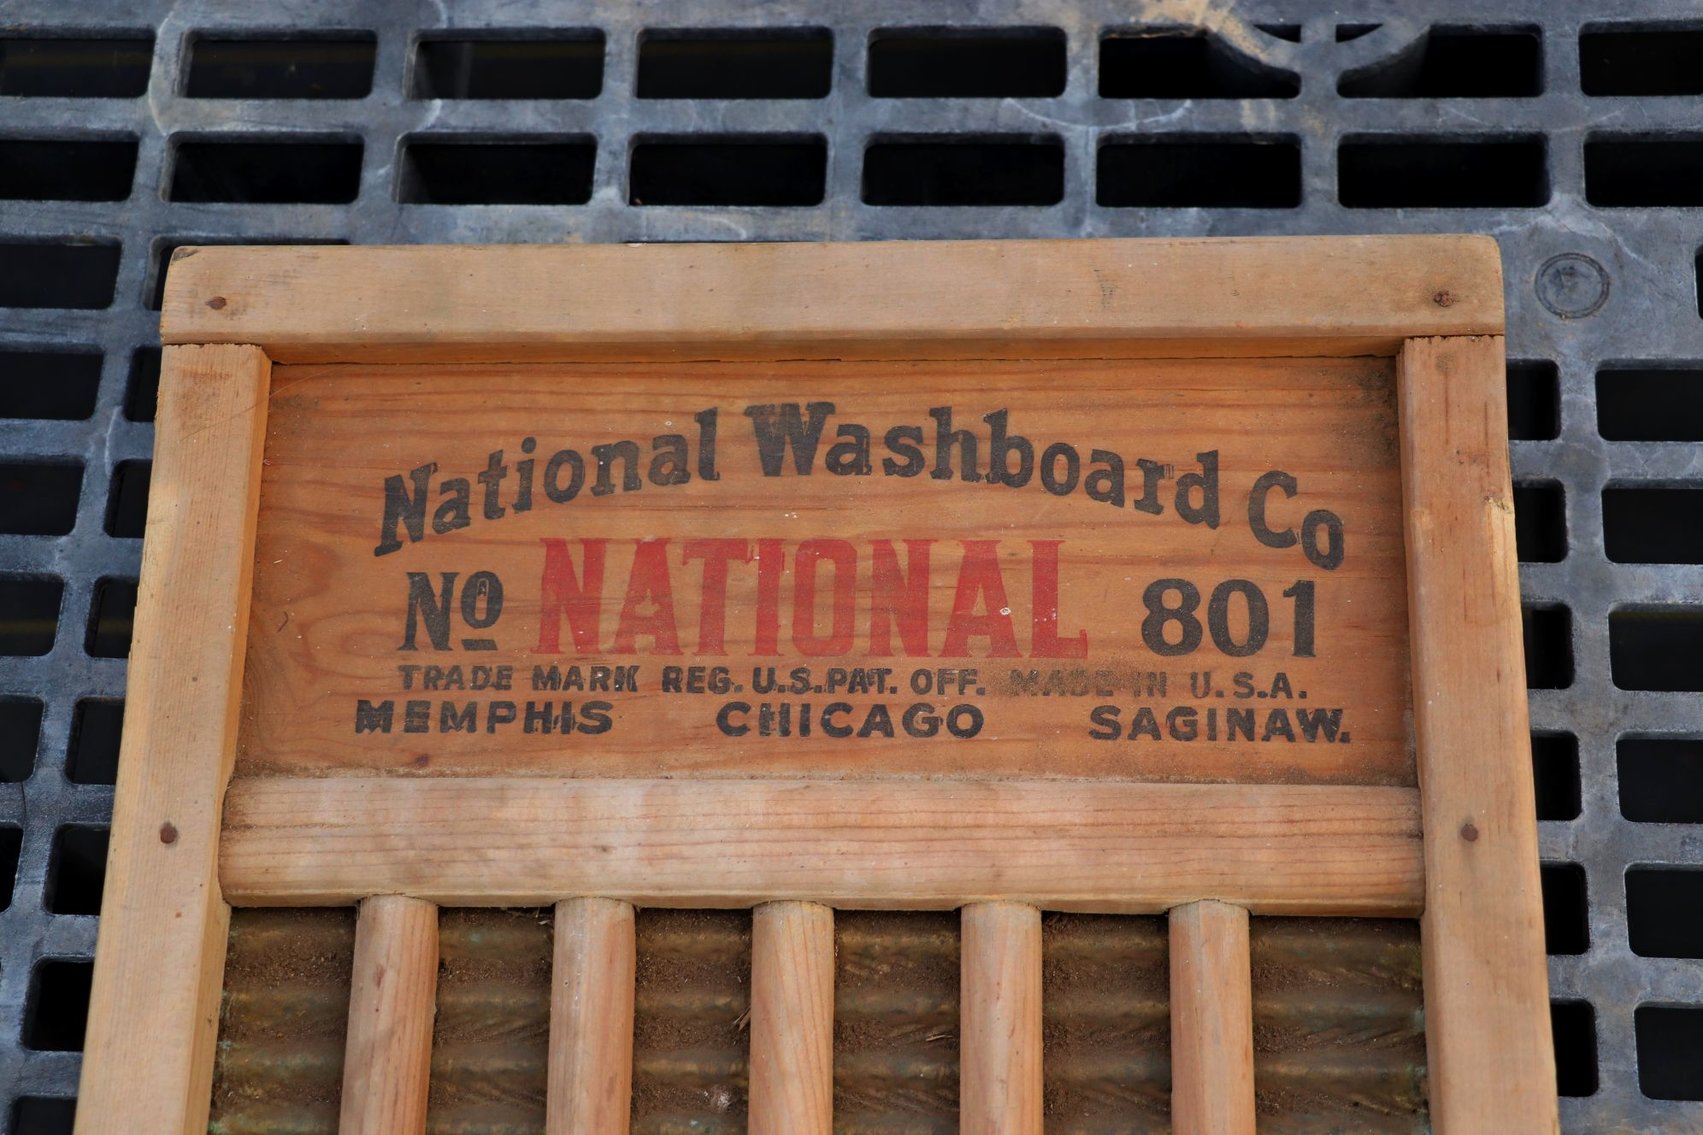 National Washboard Co
No NATIONAL 801
TRADE MARK REG. U.S. PAT. OFF. MADE IN U.S.A.
MEMPHIS CHICAGO SAGINAW.